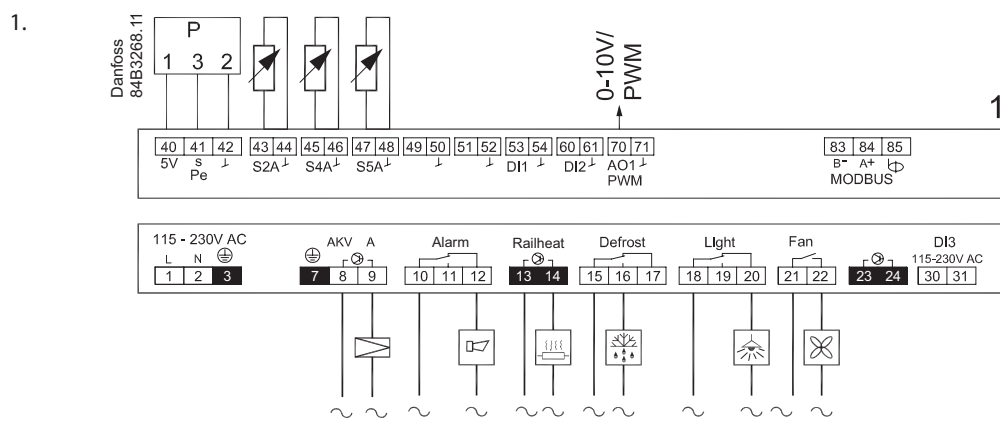 1.
Danfoss
84B3268.11
P
1 3 2
0-10V/
PWM
1
40 41 42 43 44 45 46 47 48 49 50 51 52 53 54 60 61 70 71 83 84 85
5V s S2A S4A S5A DI1 DI2 AO1 B- A+
Pe PWM MODBUS
115 - 230V AC AKV A Alarm Railheat Defrost LIght Fan DI3
L N 115-230V AC
1 2 3 7 8 9 10 11 12 13 14 15 16 17 18 19 20 21 22 23 24 30 31